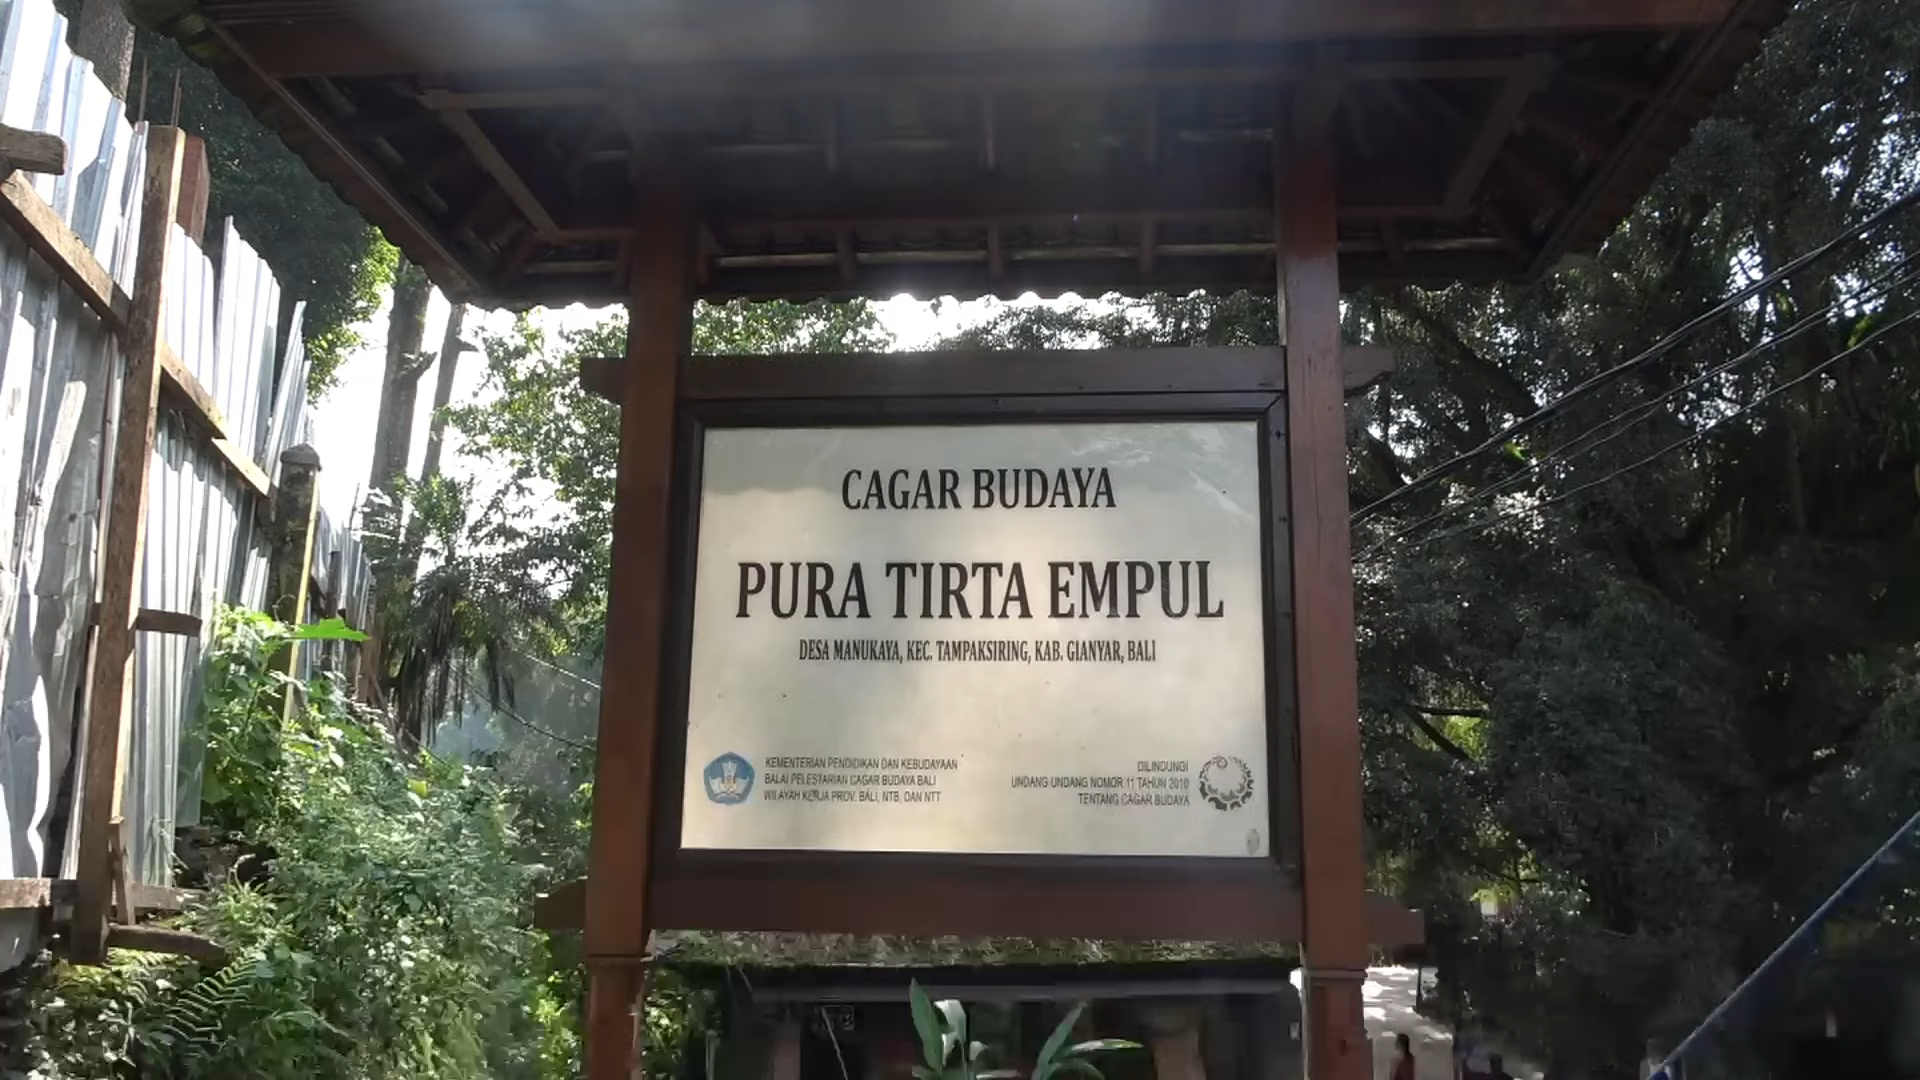 CAGAR BUDAYA
PURA TIRTA EMPUL
DESA MANUKAYA, KEC. TAMPAKSIRING, KAB. GIANYAR, BALI
KEMENTERIAN PENDIDIKAN DAN KEBUDAYAAN
BALAI PELESTARIAN CAGAR BUDAYA BALI
WILAYAH KERJA PROV. BALI, NTB, DAN NTT
DILINDUNGI
UNDANG-UNDANG NOMOR 11 TAHUN 2010
TENTANG CAGAR BUDAYA